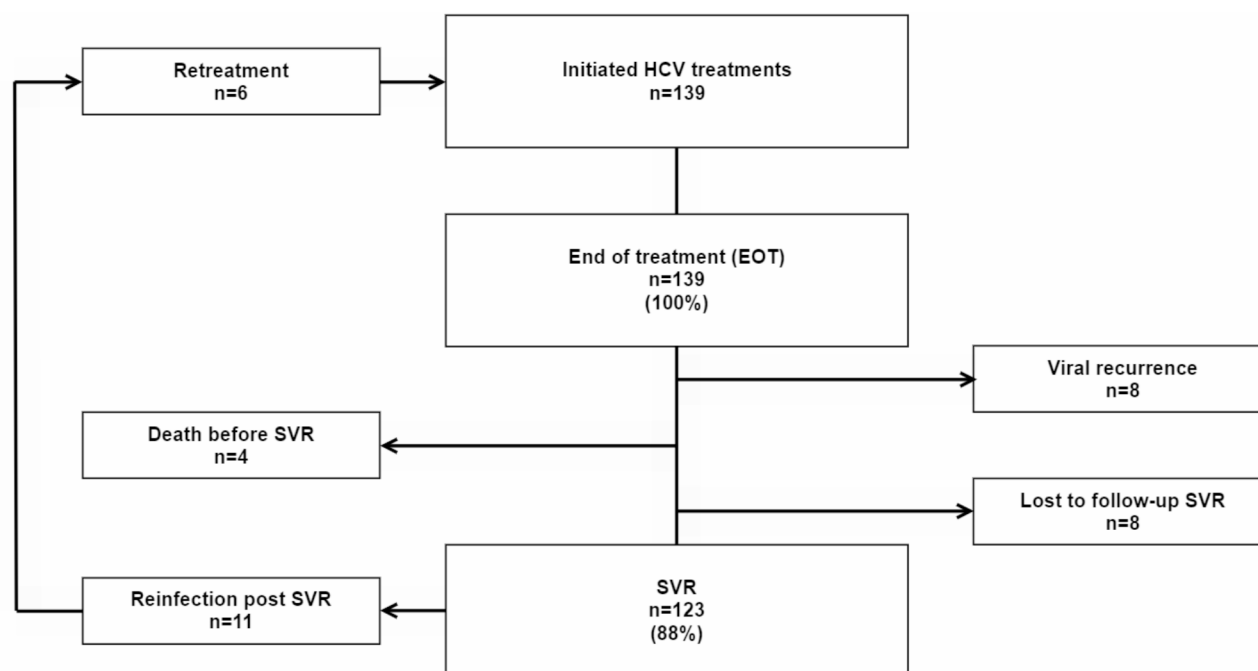 Retreatment
n=6
Initiated HCV treatments
n=139
End of treatment (EOT)
n=139
(100%)
Viral recurrence
n=8
Death before SVR
n=4
Lost to follow-up SVR
n=8
Reinfection post SVR
n=11
SVR
n=123
(88%)